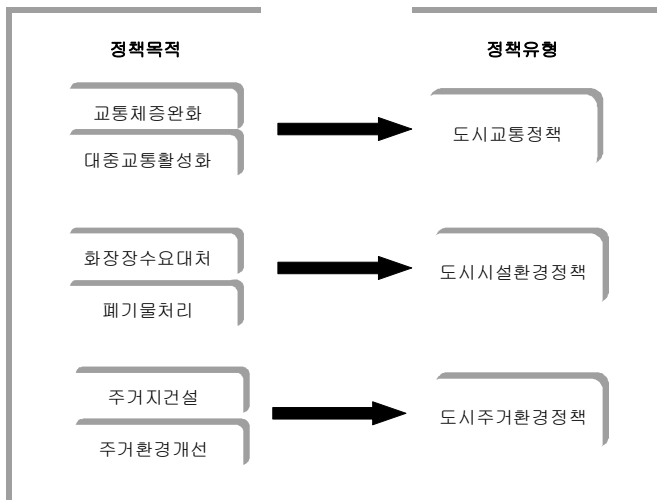 정책목적
정책유형
교통체증완화
대중교통활성화
도시교통정책
화장장수요대처
폐기물처리
도시시설환경정책
주거지건설
주거환경개선
도시주거환경정책